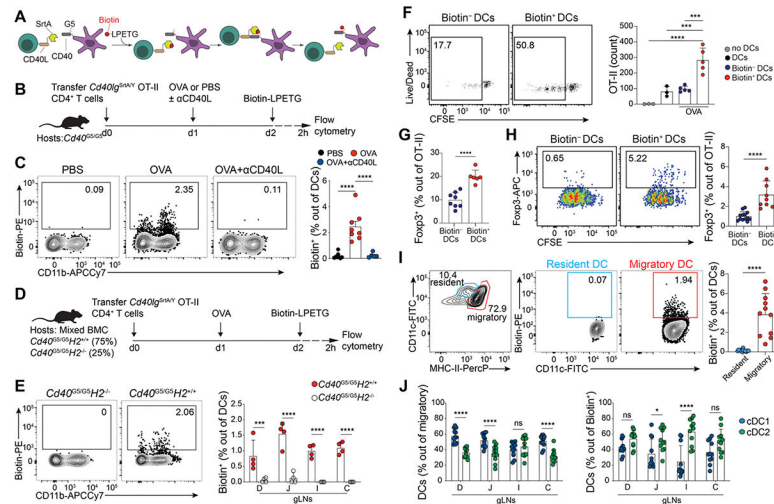 A
SrtA
G5
Biotin
LPETG
CD40L
CD40
B
Transfer Cd40lgSrtA/Y OT-II
CD4+ T cells
OVA or PBS
± αCD40L
Biotin-LPETG
Hosts:Cd40G5/G5
d0
d1
d2
2h
Flow
cytometry
C
PBS
OVA
OVA+αCD40L
0.09
2.35
0.11
Biotin-PE
CD11b-APCCy7
PBS
OVA
OVA+αCD40L
Biotin+ (% out of DCs)
****
****
D
Hosts: Mixed BMC
Cd40G5/G5H2+/+ (75%)
Cd40G5/G5H2-/- (25%)
Transfer Cd40lgSrtA/Y OT-II
CD4+ T cells
OVA
Biotin-LPETG
d0
d1
d2
2h
Flow
cytometry
E
Cd40G5/G5H2-/-
Cd40G5/G5H2+/+
0
2.06
Biotin-PE
CD11b-APCCy7
Cd40G5/G5H2+/+
Cd40G5/G5H2-/-
Biotin+ (% out of DCs)
***
****
****
****
D
J
I
C
gLNs
F
Biotin– DCs
Biotin+ DCs
17.7
50.8
Live/Dead
CFSE
OT-II (count)
***
***
****
OVA
no DCs
DCs
Biotin- DCs
Biotin+ DCs
G
Foxp3+ (% out of OT-II)
****
Biotin-
DCs
Biotin+
DCs
H
Biotin– DCs
Biotin+ DCs
0.65
5.22
Foxp3-APC
CFSE
Foxp3+ (% out of OT-II)
****
Biotin-
DCs
Biotin+
DCs
I
10.4
resident
72.9
migratory
CD11c-FITC
MHC-II-PercP
Resident DC
Migratory DC
0.07
1.94
Biotin-PE
CD11c-FITC
Biotin+ (% out of DCs)
****
Resident
Migratory
J
DCs (% out of migratory)
****
****
ns
****
D
J
I
C
gLNs
DCs (% out of Biotin+)
ns
*
****
ns
D
J
I
C
gLNs
cDC1
cDC2